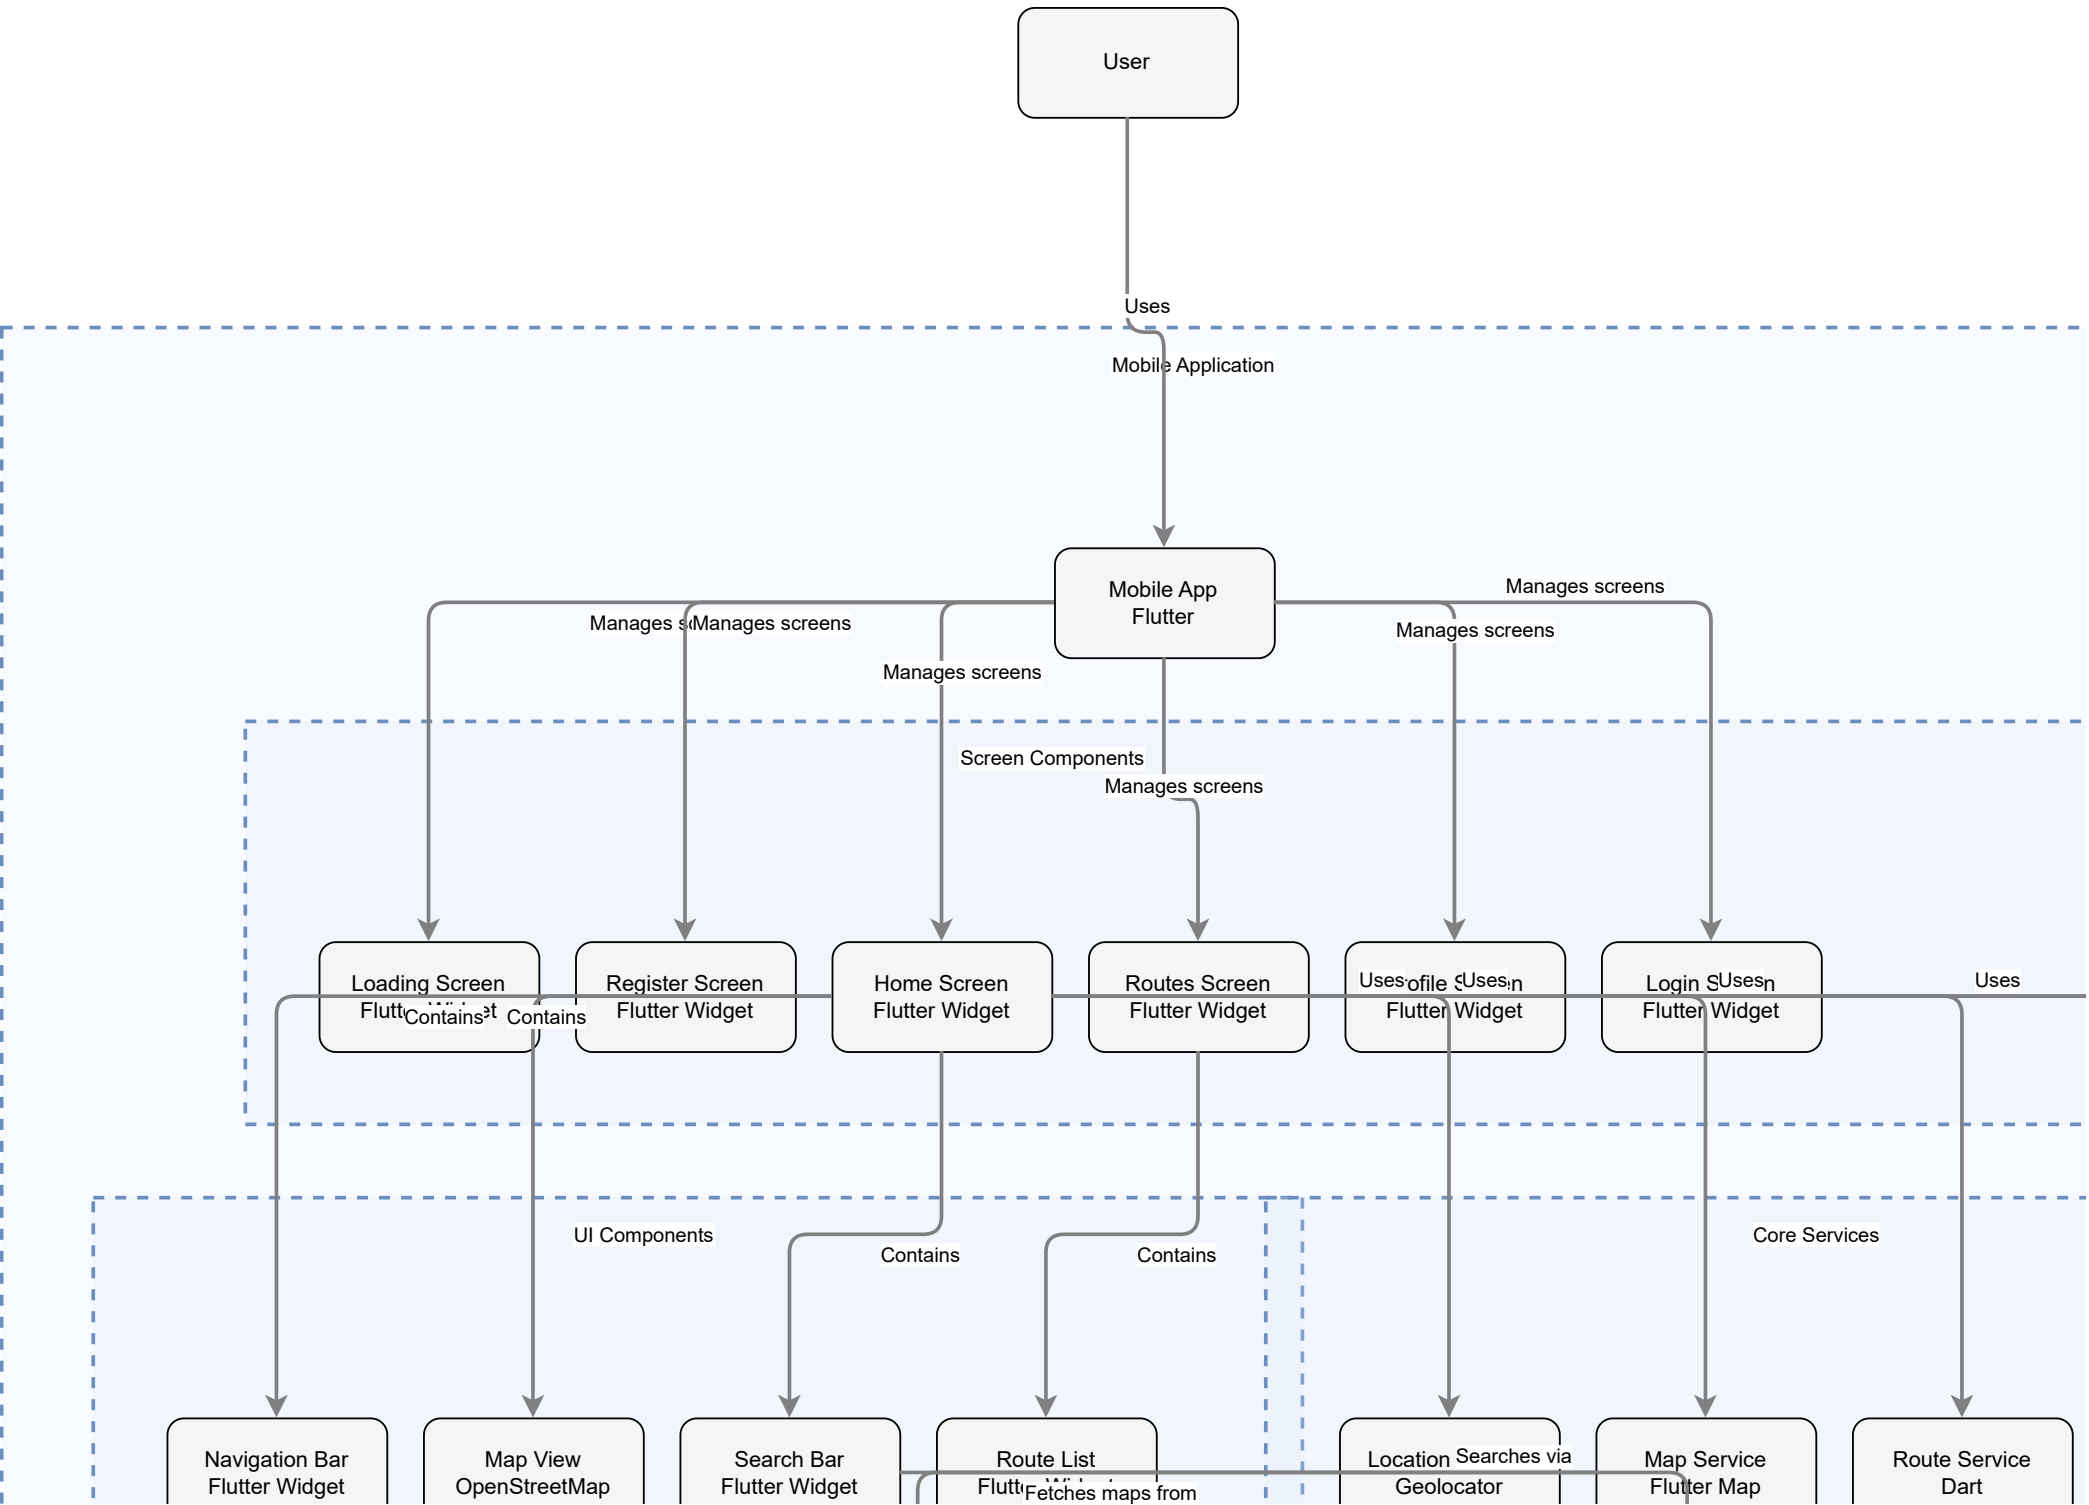 User
Uses
Mobile Application
Mobile App
Flutter
Manages screens
Manages
Manages screens
Manages screens
Manages screens
Manages screens
Screen Components
Manages screens
Loading Screen
Register Screen
Flutter Widget
Home Screen
Flutter Widget
Routes Screen
Flutter Widget
Uses
Uses
Flutter Widget
Login
Uses
Flutter Widget
Uses
Contains
Contains
UI Components
Core Services
Contains
Contains
Navigation Bar
Flutter Widget
Map View
OpenStreetMap
Search Bar
Flutter Widget
Route List
Fetches maps from
Location
Searches via
Geolocator
Map Service
Flutter Map
Route Service
Dart